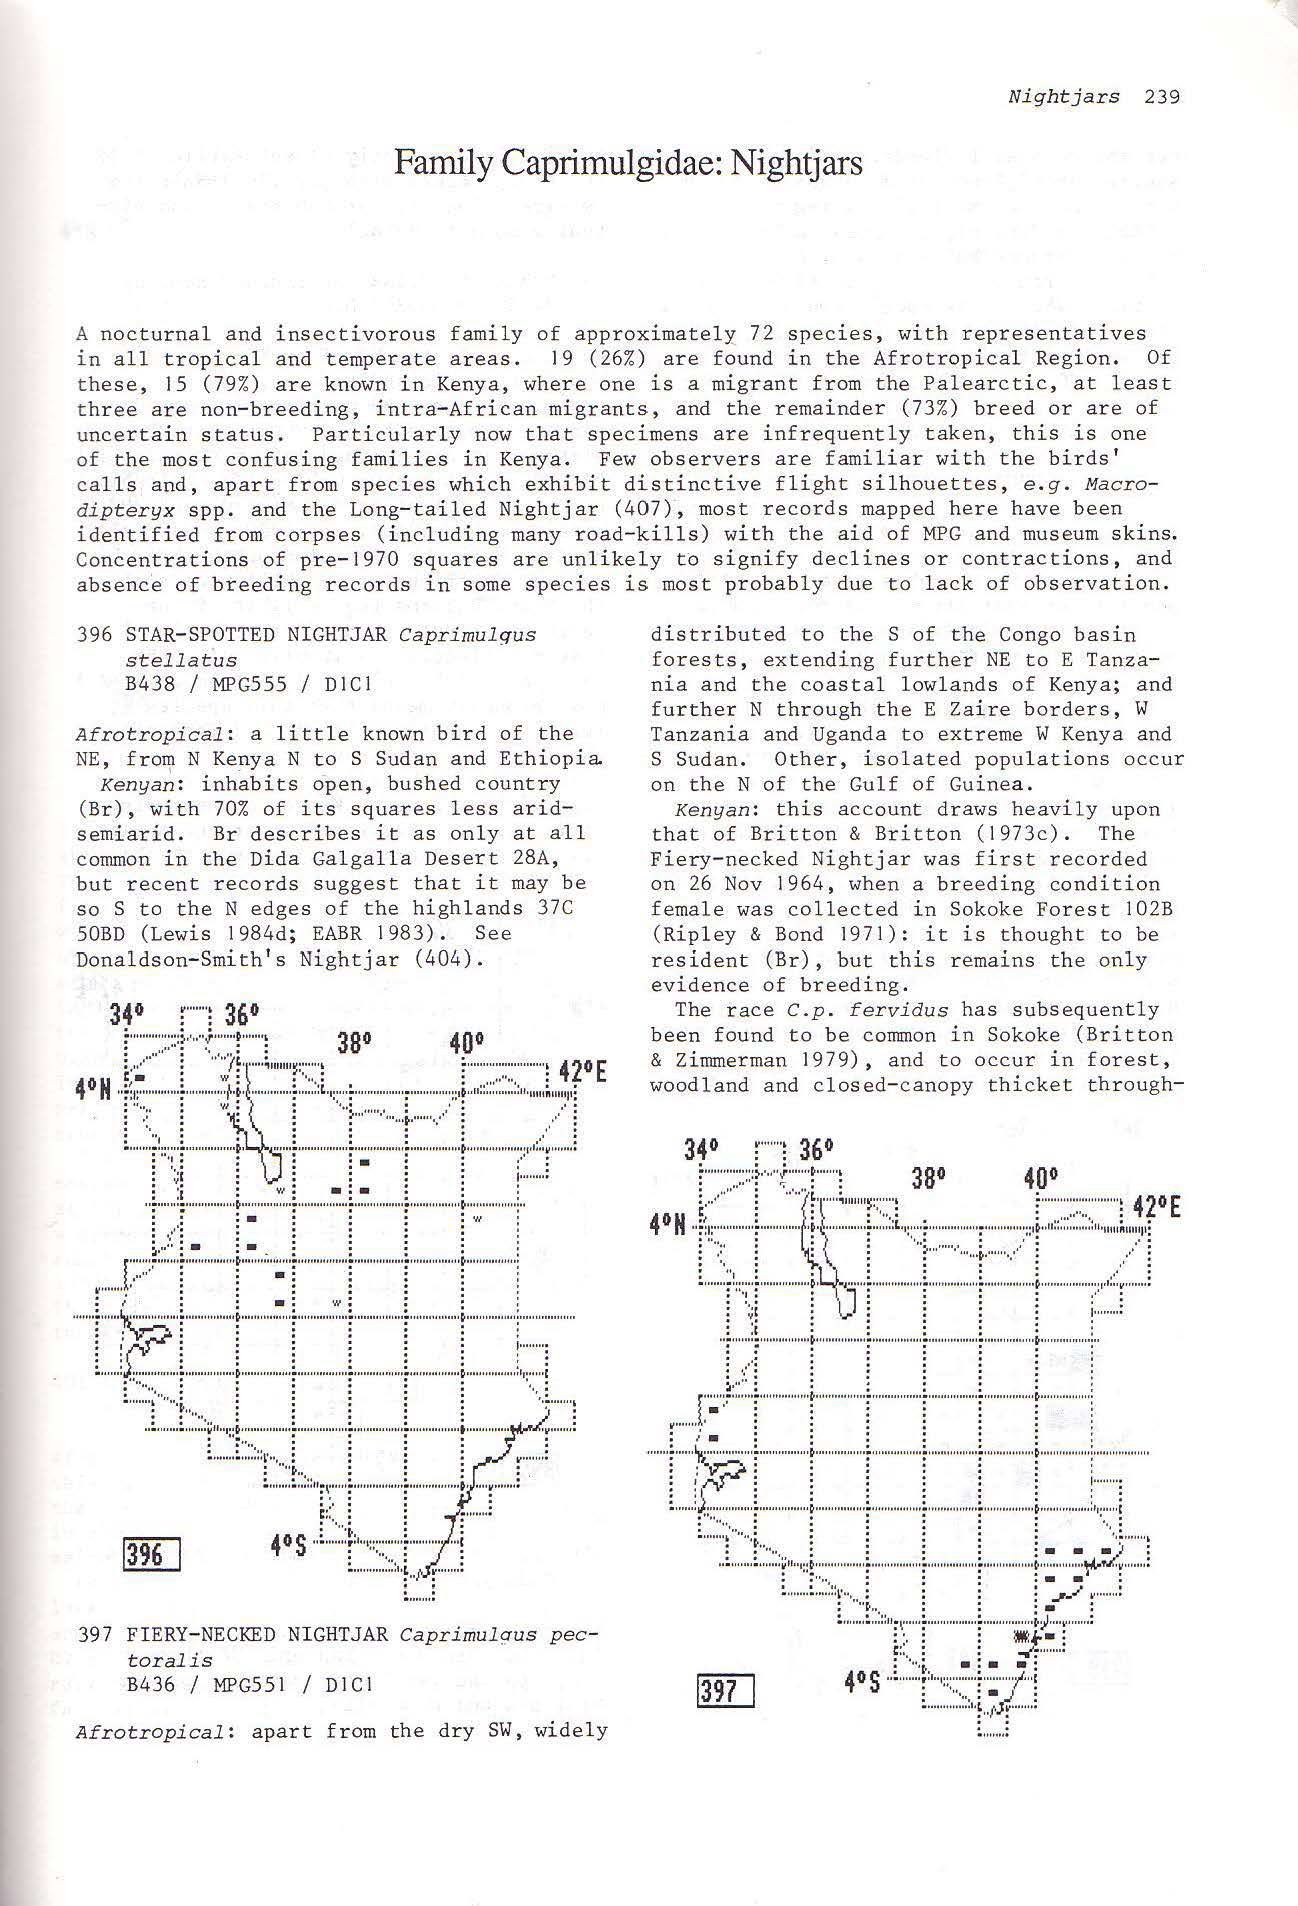 Nightjars 239
Family Caprimulgidae: Nightjars
A nocturnal and insectivorous family of approximately 72 species, with representatives
in all tropical and temperate areas. 19 (26%) are found in the Afrotropical Region. Of
these, 15 (79%) are known in Kenya, where one is a migrant from the Palearctic, at least
three are non-breeding, intra-African migrants, and the remainder (73%) breed or are of
uncertain status. Particularly now that specimens are infrequently taken, this is one
of the most confusing families in Kenya. Few observers are familiar with the birds'
calls and, apart from species which exhibit distinctive flight silhouettes, e.g. Macro-
dipteryx spp. and the Long-tailed Nightjar (407), most records mapped here have been
identified from corpses (including many road-kills) with the aid of MPG and museum skins.
Concentrations of pre-1970 squares are unlikely to signify declines or contractions, and
absence of breeding records in some species is most probably due to lack of observation.
396 STAR-SPOTTED NIGHTJAR Caprimulgus
stellatus
B438 / MPG555 / D1C1
Afrotropical: a little known bird of the
NE, from N Kenya N to S Sudan and Ethiopia.
Kenyan: inhabits open, bushed country
(Br), with 70% of its squares less arid-
semiarid. Br describes it as only at all
common in the Dida Galgalla Desert 28A,
but recent records suggest that it may be
so S to the N edges of the highlands 37C
50BD (Lewis 1984d; EABR 1983). See
Donaldson-Smith's Nightjar (404).
34° 36°
38° 40°
42°E
4°N
4°S
396
397 FIERY-NECKED NIGHTJAR Caprimulgus pec-
toralis
B436 / MPG551 / D1C1
Afrotropical: apart from the dry SW, widely
distributed to the S of the Congo basin
forests, extending further NE to E Tanza-
nia and the coastal lowlands of Kenya; and
further N through the E Zaire borders, W
Tanzania and Uganda to extreme W Kenya and
S Sudan. Other, isolated populations occur
on the N of the Gulf of Guinea.
Kenyan: this account draws heavily upon
that of Britton & Britton (1973c). The
Fiery-necked Nightjar was first recorded
on 26 Nov 1964, when a breeding condition
female was collected in Sokoke Forest 102B
(Ripley & Bond 1971): it is thought to be
resident (Br), but this remains the only
evidence of breeding.
The race C.p. fervidus has subsequently
been found to be common in Sokoke (Britton
& Zimmerman 1979), and to occur in forest,
woodland and closed-canopy thicket through-
34° 36°
38° 40°
42°E
4°N
4°S
397